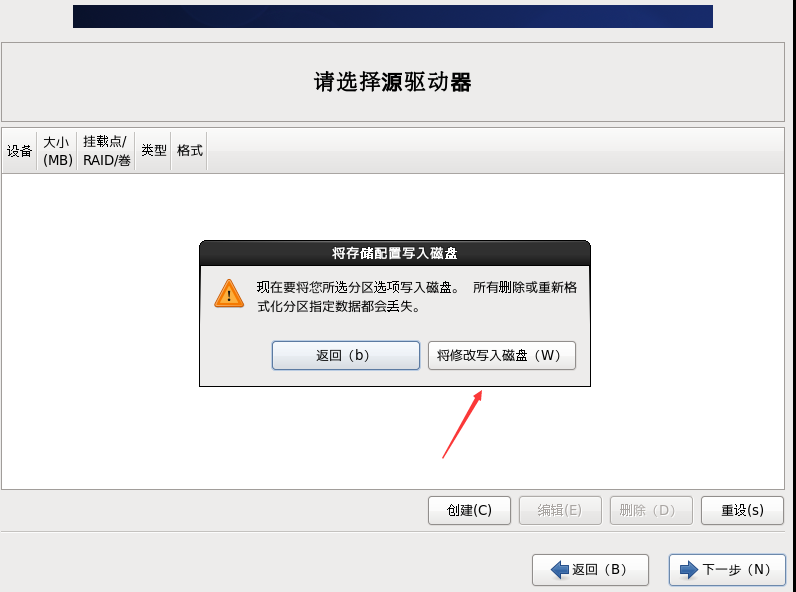 请选择源驱动器
设备
大小
(MB)
挂载点/
RAID/卷
类型
格式
将存储配置写入磁盘
现在要将您所选分区选项写入磁盘。 所有删除或重新格
式化分区指定数据都会丢失。
返回（b）
将修改写入磁盘（W）
创建(C)
编辑(E)
删除（D）
重设(s)
返回（B）
下一步（N）